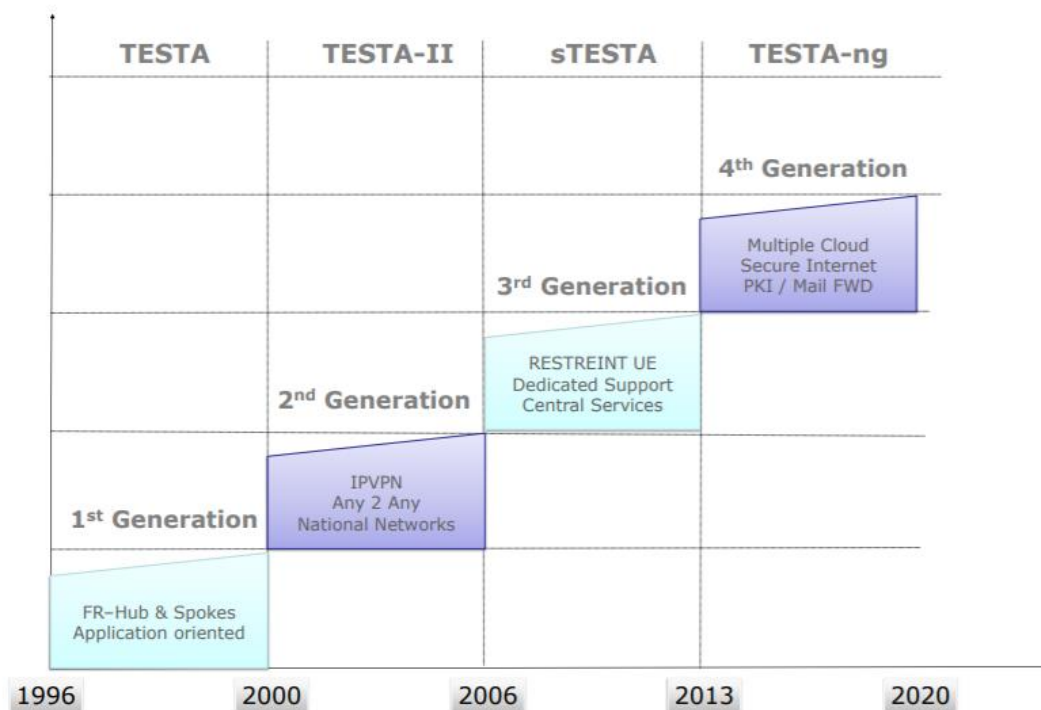 TESTA
TESTA-II
sTESTA
TESTA-ng
4th Generation
Multiple Cloud
Secure Internet
PKI / Mail FWD
3rd Generation
RESTREINT UE
Dedicated Support
Central Services
2nd Generation
IPVPN
Any 2 Any
National Networks
1st Generation
FR–Hub & Spokes
Application oriented
1996
2000
2006
2013
2020